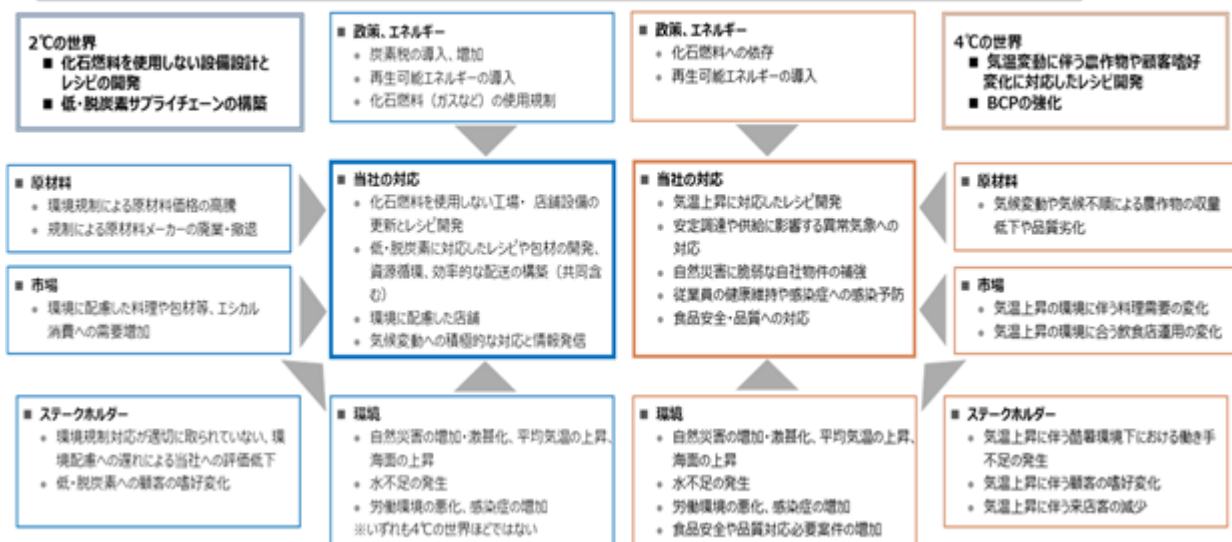 2℃の世界
■ 化石燃料を使用しない設備設計と
レシピの開発
■ 低・脱炭素サプライチェーンの構築
■ 政策、エネルギー
● 炭素税の導入、増加
● 再生可能エネルギーの導入
● 化石燃料（ガスなど）の使用規制
■ 政策、エネルギー
● 化石燃料への依存
● 再生可能エネルギーの導入
4℃の世界
■ 気温変動に伴う農作物や顧客嗜好
変化に対応したレシピ開発
■ BCPの強化
■ 原材料
● 環境規制による原材料価格の高騰
● 規制による原材料メーカーの廃業・撤退
■ 市場
● 環境に配慮した料理や包材等、エシカル
消費への需要増加
■ 当社の対応
● 化石燃料を使用しない工場・店舗設備の
更新とレシピ開発
● 低・脱炭素に対応したレシピや包材の開発、
資源循環、効率的な配送の構築（共同含
む）
● 環境に配慮した店舗
● 気候変動への積極的な対応と情報発信
■ 当社の対応
● 気温上昇に対応したレシピ開発
● 安定調達や供給に影響する異常気象への
対応
● 自然災害に脆弱な自社物件の補強
● 従業員の健康維持や感染症への感染予防
● 食品安全・品質への対応
■ 原材料
● 気候変動や気候不順による農作物の収量
低下や品質劣化
■ 市場
● 気温上昇の環境に伴う料理需要の変化
● 気温上昇の環境に合う飲食店運用の変化
■ ステークホルダー
● 環境規制対応が適切に取られていない、環
境配慮への遅れによる当社への評価低下
● 低・脱炭素への顧客の嗜好変化
■ 環境
● 自然災害の増加・激甚化、平均気温の上昇、
海面の上昇
● 水不足の発生
● 労働環境の悪化、感染症の増加
※いずれも4℃の世界ほどではない
■ 環境
● 自然災害の増加・激甚化、平均気温の上昇、
海面の上昇
● 水不足の発生
● 労働環境の悪化、感染症の増加
● 食品安全や品質対応必要案件の増加
■ ステークホルダー
● 気温上昇に伴う酷暑環境下における働き手
不足の発生
● 気温上昇に伴う顧客の嗜好変化
● 気温上昇に伴う来店客の減少